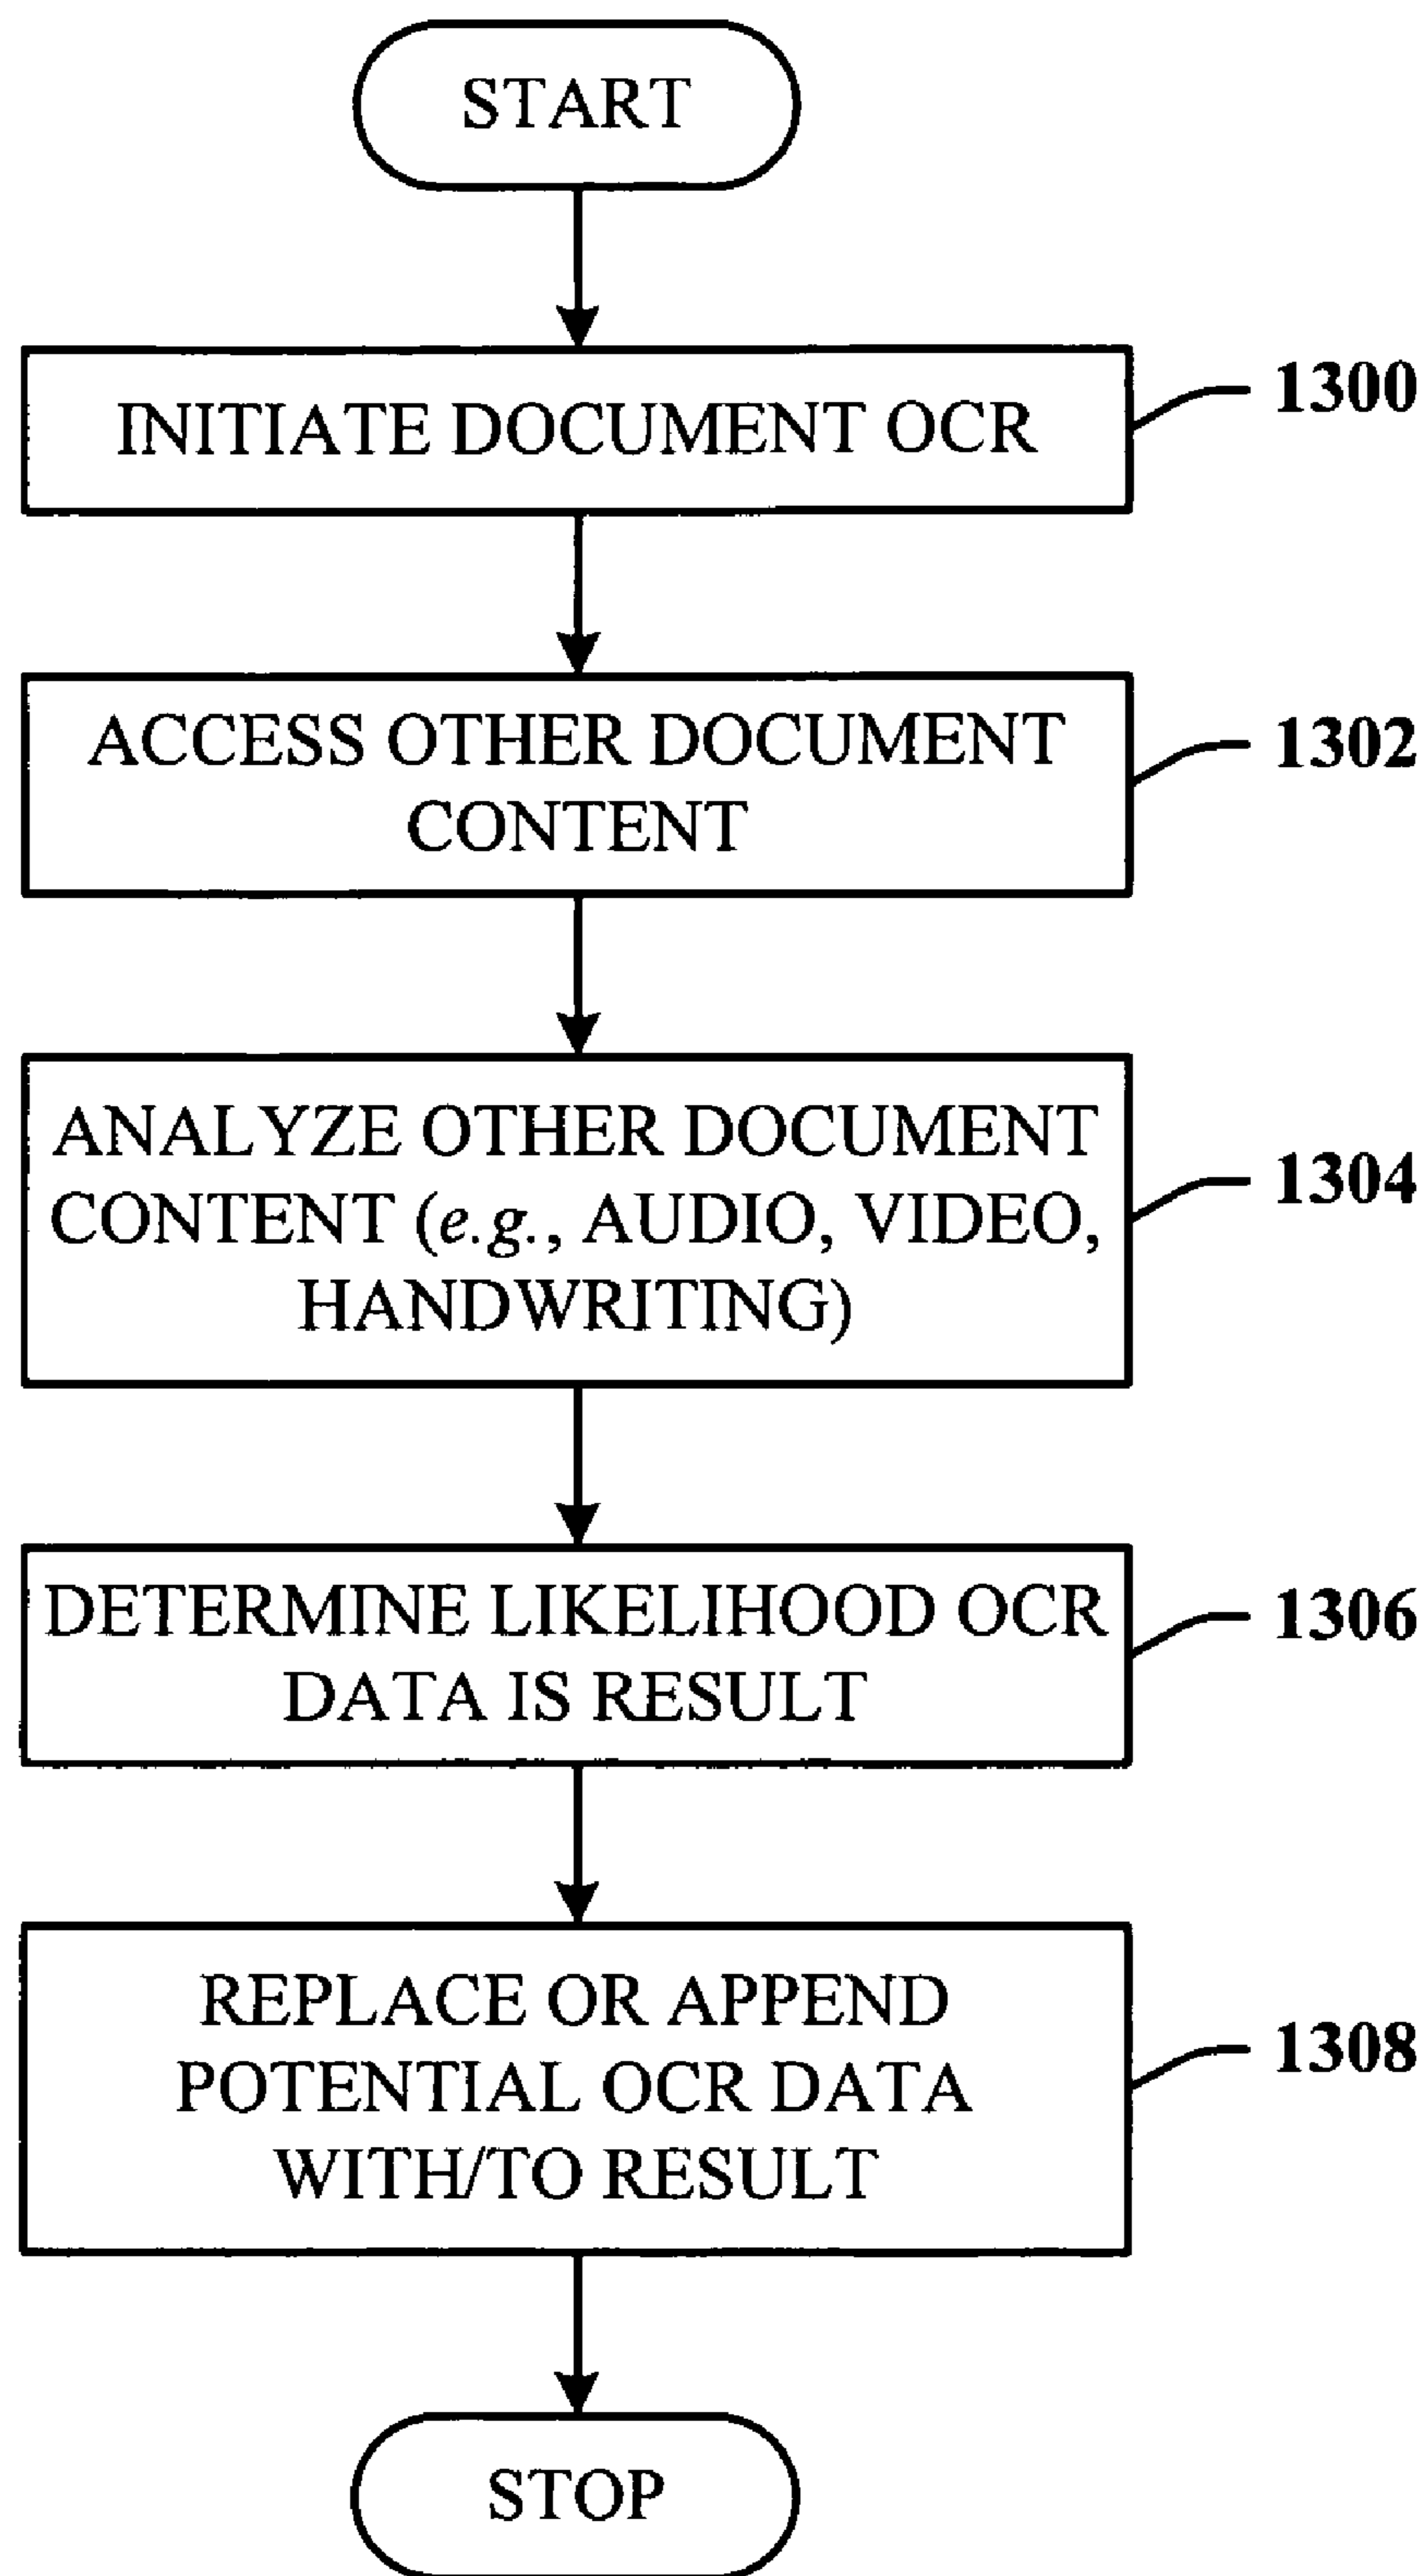 START
INITIATE DOCUMENT OCR
1300
ACCESS OTHER DOCUMENT
CONTENT
1302
ANALYZE OTHER DOCUMENT
CONTENT (e.g., AUDIO, VIDEO,
HANDWRITING)
1304
DETERMINE LIKELIHOOD OCR
DATA IS RESULT
1306
REPLACE OR APPEND
POTENTIAL OCR DATA
WITH/TO RESULT
1308
STOP